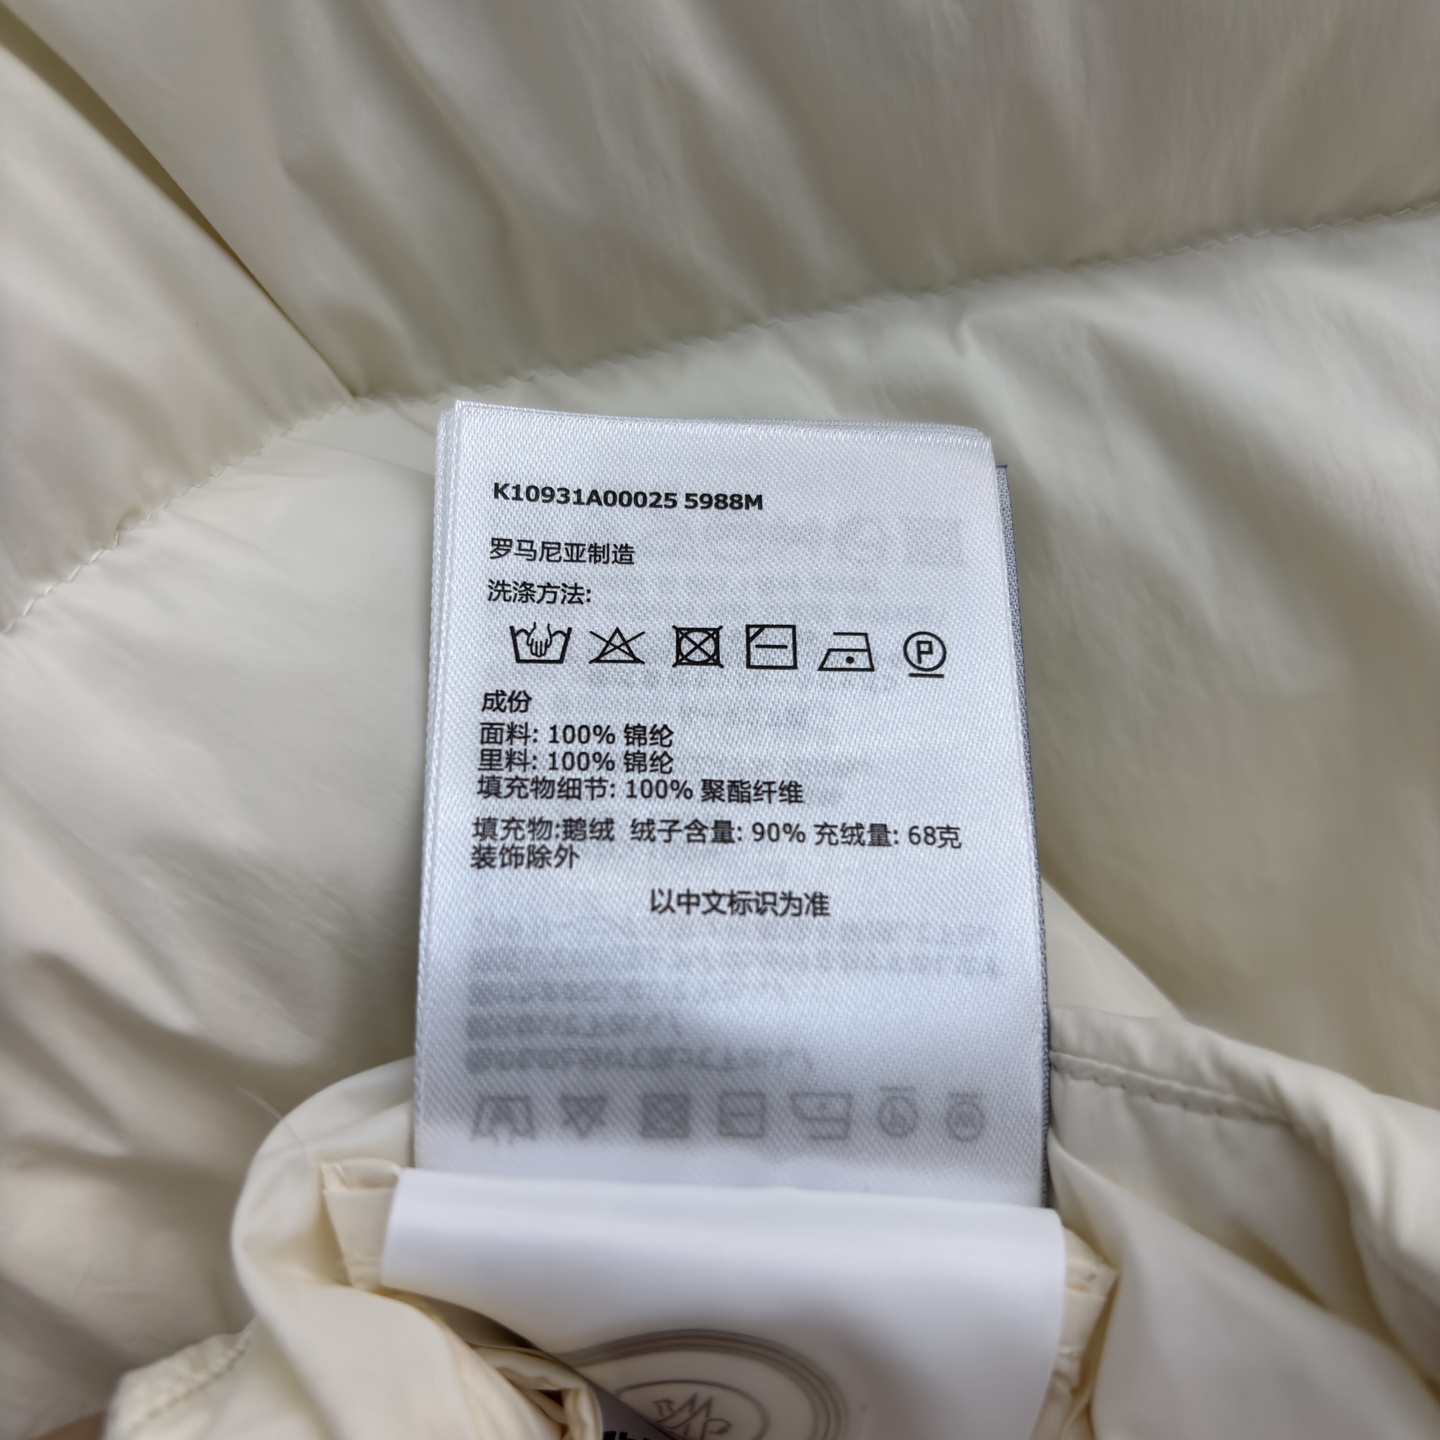 K10931A00025 5988M
罗马尼亚制造
洗涤方法:
P
成份
面料: 100% 锦纶
里料: 100% 锦纶
填充物细节: 100% 聚酯纤维
填充物:鹅绒 绒子含量: 90% 充绒量: 68克
装饰除外
以中文标识为准